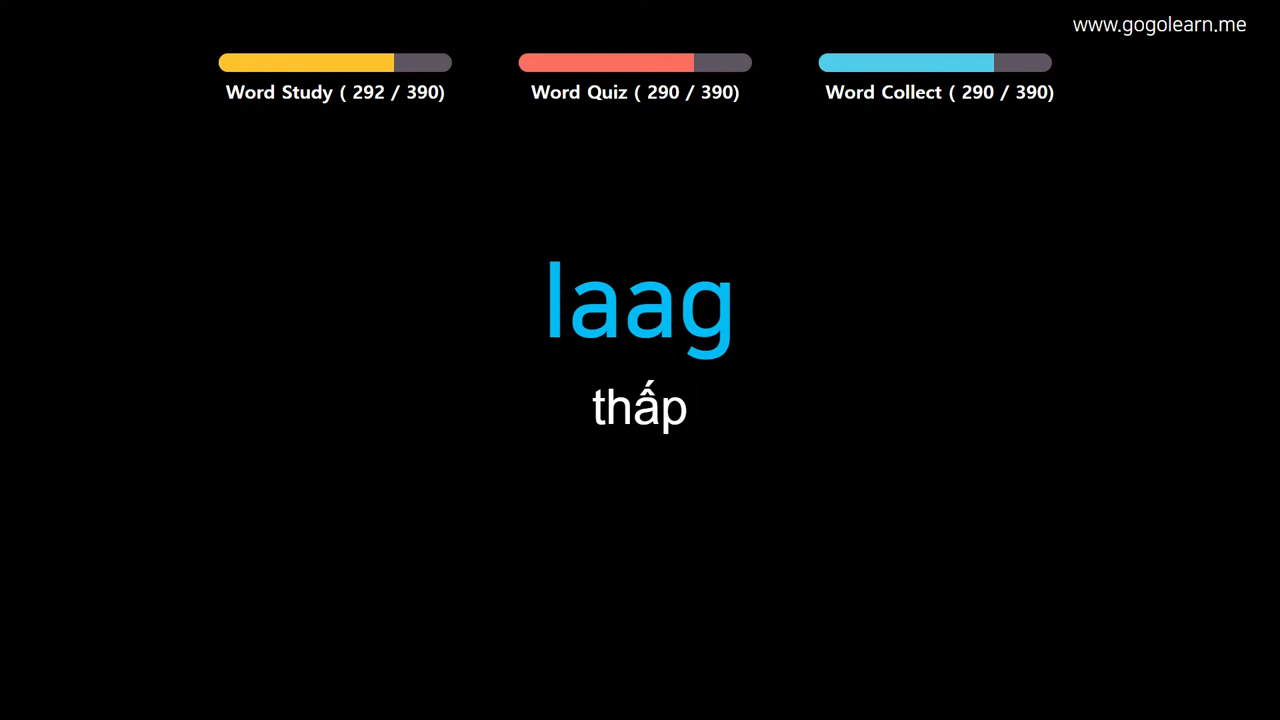 www.gogolearn.me
Word Study ( 292 / 390)
Word Quiz ( 290 / 390)
Word Collect ( 290 / 390)
laag
thấp